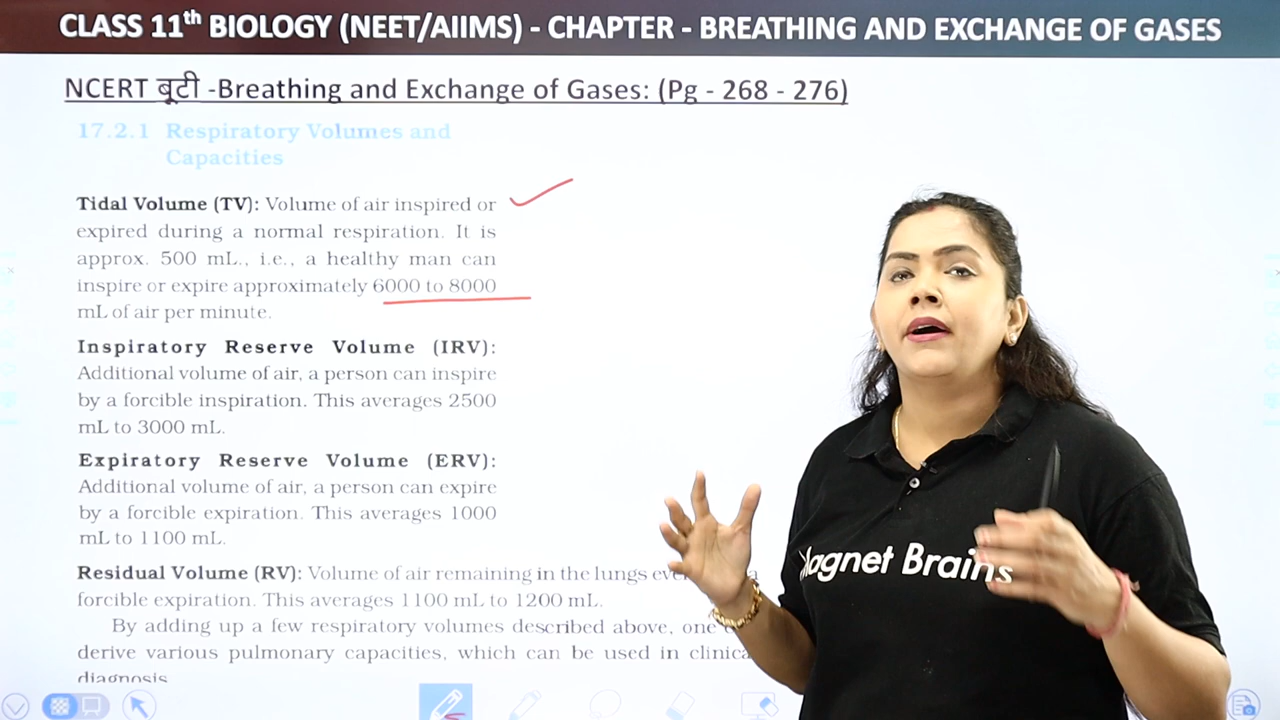 CLASS 11th BIOLOGY (NEET/AIIMS) - CHAPTER - BREATHING AND EXCHANGE OF GASES
NCERT बूटी -Breathing and Exchange of Gases: (Pg - 268 - 276)
17.2.1 Respiratory Volumes and
Capacities
Tidal Volume (TV): Volume of air inspired or
expired during a normal respiration. It is
approx. 500 mL., i.e., a healthy man can
inspire or expire approximately 6000 to 8000
mL of air per minute.
Inspiratory Reserve Volume (IRV):
Additional volume of air, a person can inspire
by a forcible inspiration. This averages 2500
mL to 3000 mL.
Expiratory Reserve Volume (ERV):
Additional volume of air, a person can expire
by a forcible expiration. This averages 1000
mL to 1100 mL.
Residual Volume (RV): Volume of air remaining in the lungs
forcible expiration. This averages 1100 mL to 1200 mL.
By adding up a few respiratory volumes described above, one
derive various pulmonary capacities, which can be used in
diagnosis
Magnet Brains